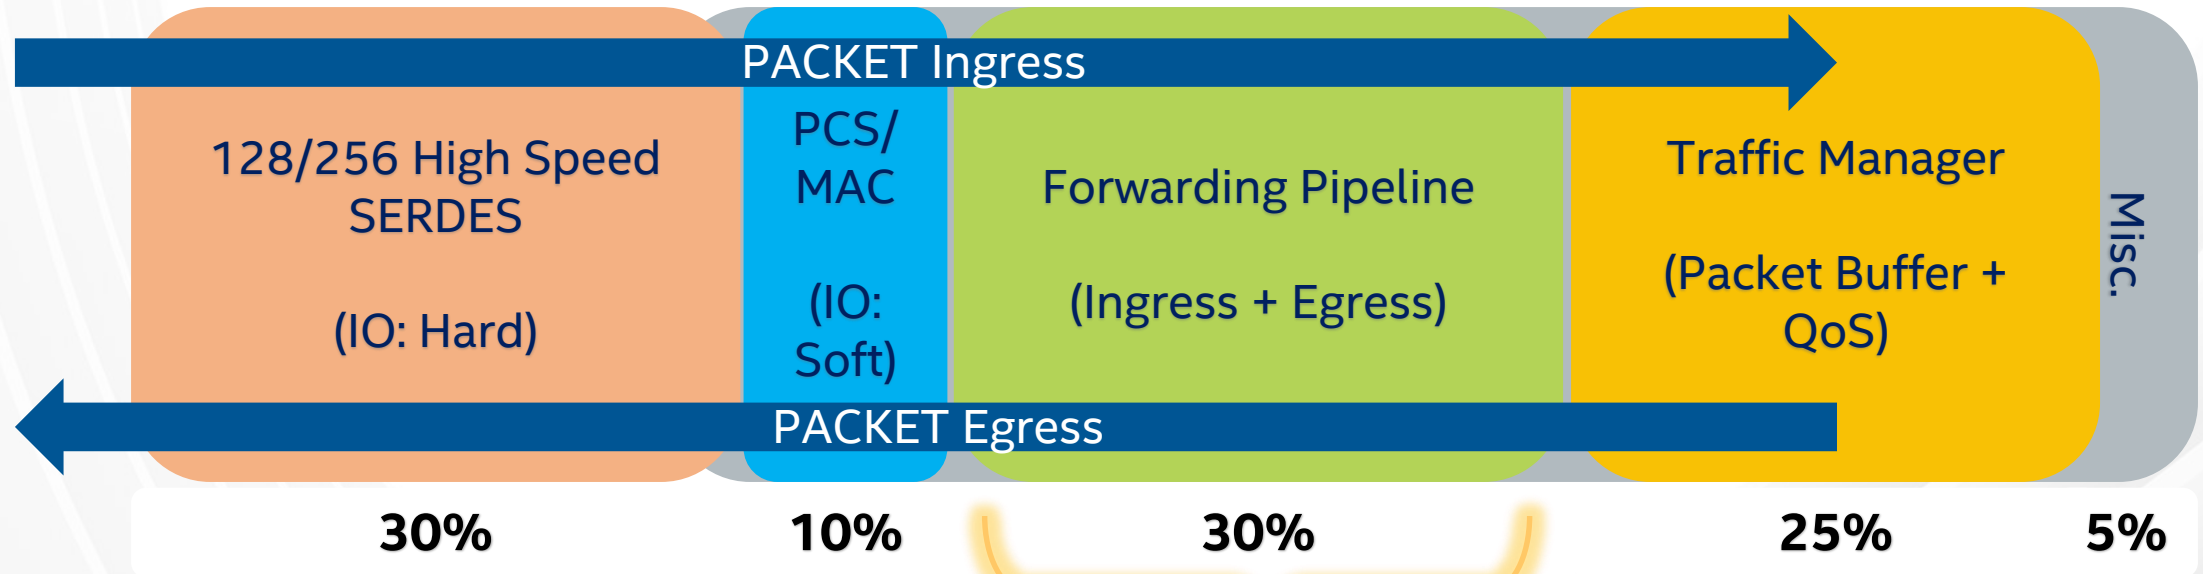 PACKET Ingress
128/256 High Speed
SERDES
(IO: Hard)
PCS/
MAC
(IO:
Soft)
Forwarding Pipeline
(Ingress + Egress)
Traffic Manager
(Packet Buffer +
QoS)
Misc.
PACKET Egress
30%
10%
30%
25%
5%